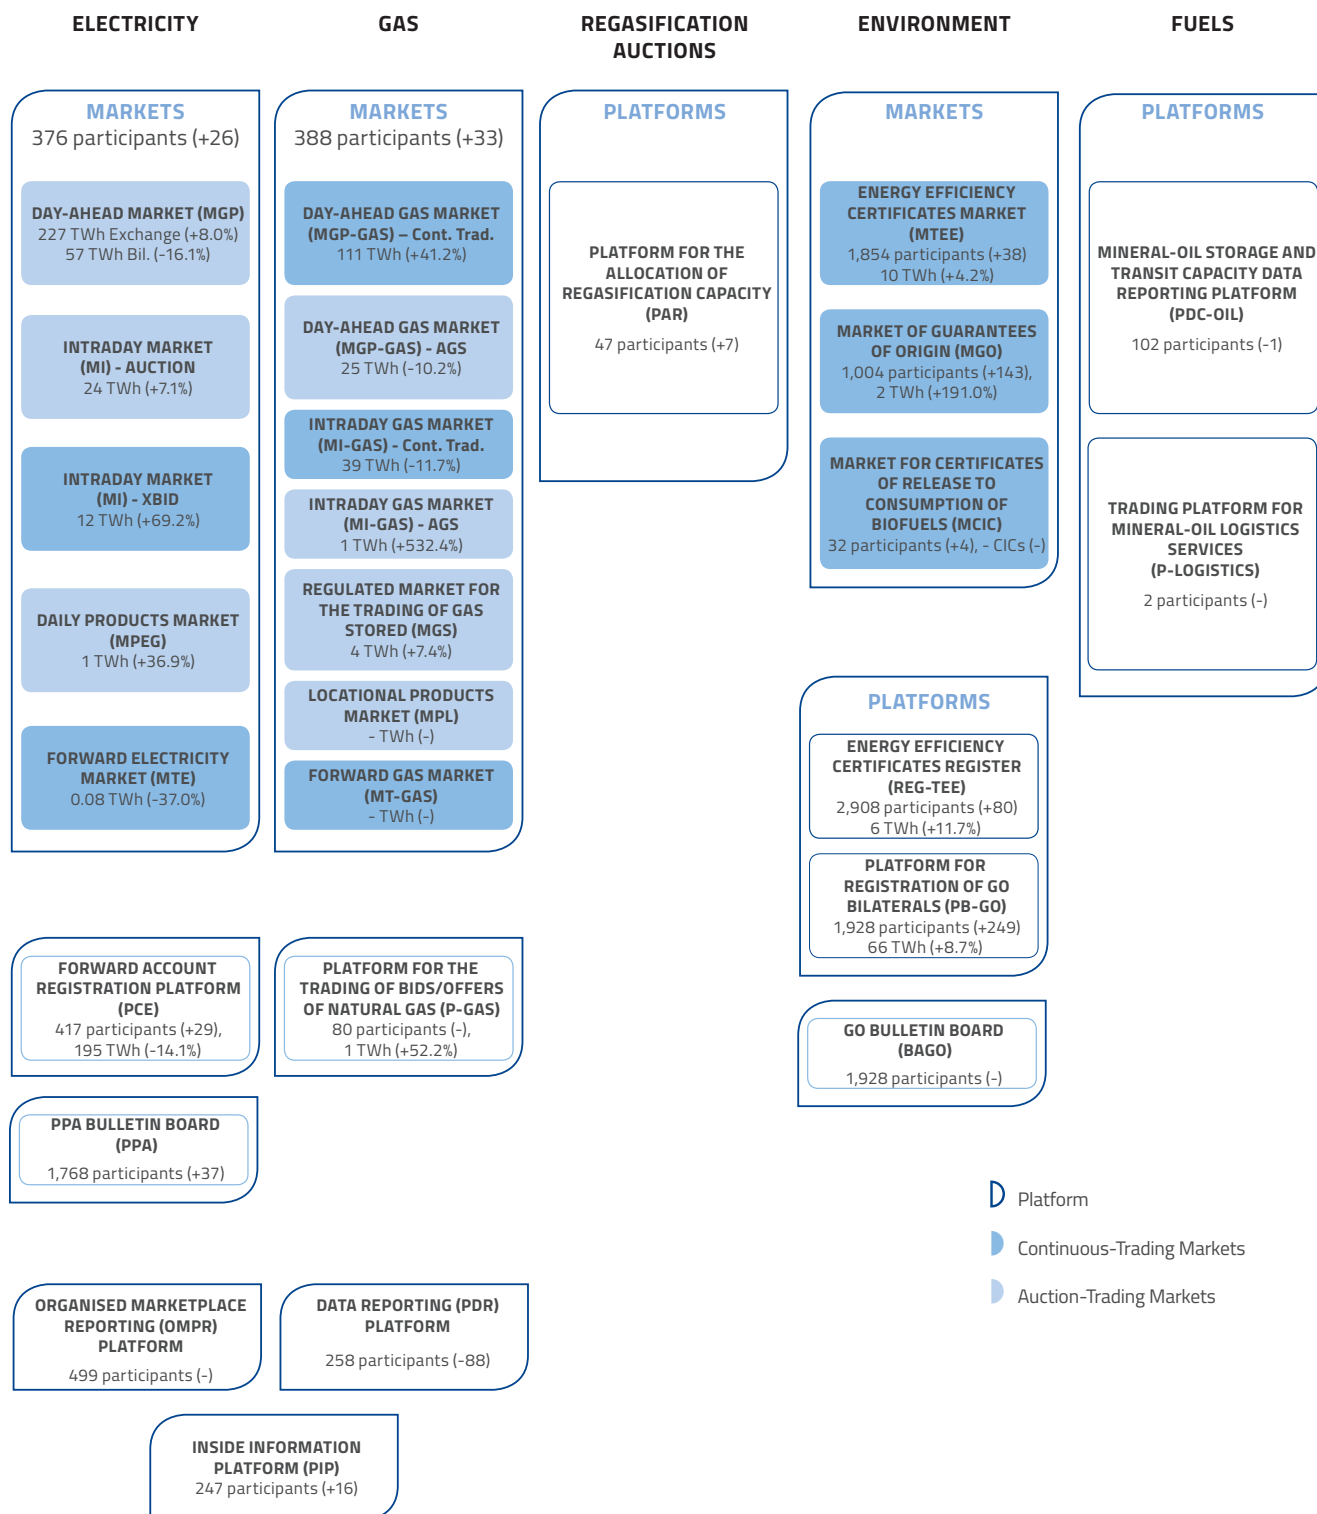 ELECTRICITY
MARKETS
376 participants (+26)
DAY-AHEAD MARKET (MGP)
227 TWh Exchange (+8.0%)
57 TWh Bil. (-16.1%)
INTRADAY MARKET
(MI) - AUCTION
24 TWh (+7.1%)
INTRADAY MARKET
(MI) - XBID
12 TWh (+69.2%)
DAILY PRODUCTS MARKET
(MPEG)
1 TWh (+36.9%)
FORWARD ELECTRICITY
MARKET (MTE)
0.08 TWh (-37.0%)
FORWARD ACCOUNT
REGISTRATION PLATFORM
(PCE)
417 participants (+29),
195 TWh (-14.1%)
PPA BULLETIN BOARD
(PPA)
1,768 participants (+37)
GAS
MARKETS
388 participants (+33)
DAY-AHEAD GAS MARKET
(MGP-GAS) – Cont. Trad.
111 TWh (+41.2%)
DAY-AHEAD GAS MARKET
(MGP-GAS) - AGS
25 TWh (-10.2%)
INTRADAY GAS MARKET
(MI-GAS) - Cont. Trad.
39 TWh (-11.7%)
INTRADAY GAS MARKET
(MI-GAS) - AGS
1 TWh (+532.4%)
REGULATED MARKET FOR
THE TRADING OF GAS
STORED (MGS)
4 TWh (+7.4%)
LOCATIONAL PRODUCTS
MARKET (MPL)
- TWh (-)
FORWARD GAS MARKET
(MT-GAS)
- TWh (-)
PLATFORM FOR THE
TRADING OF BIDS/OFFERS
OF NATURAL GAS (P-GAS)
80 participants (-),
1 TWh (+52.2%)
REGASIFICATION
AUCTIONS
PLATFORMS
PLATFORM FOR THE
ALLOCATION OF
REGASIFICATION CAPACITY
(PAR)
47 participants (+7)
ENVIRONMENT
MARKETS
ENERGY EFFICIENCY
CERTIFICATES MARKET
(MTEE)
1,854 participants (+38)
10 TWh (+4.2%)
MARKET OF GUARANTEES
OF ORIGIN (MGO)
1,004 participants (+143),
2 TWh (+191.0%)
MARKET FOR CERTIFICATES
OF RELEASE TO
CONSUMPTION OF
BIOFUELS (MCIC)
32 participants (+4), - CICs (-)
PLATFORMS
ENERGY EFFICIENCY
CERTIFICATES REGISTER
(REG-TEE)
2,908 participants (+80)
6 TWh (+11.7%)
PLATFORM FOR
REGISTRATION OF GO
BILATERALS (PB-GO)
1,928 participants (+249)
66 TWh (+8.7%)
GO BULLETIN BOARD
(BAGO)
1,928 participants (-)
FUELS
PLATFORMS
MINERAL-OIL STORAGE AND
TRANSIT CAPACITY DATA
REPORTING PLATFORM
(PDC-OIL)
102 participants (-1)
TRADING PLATFORM FOR
MINERAL-OIL LOGISTICS
SERVICES
(P-LOGISTICS)
2 participants (-)
Platform
Continuous-Trading Markets
Auction-Trading Markets
ORGANISED MARKETPLACE
REPORTING (OMPR)
PLATFORM
499 participants (-)
DATA REPORTING (PDR)
PLATFORM
258 participants (-88)
INSIDE INFORMATION
PLATFORM (PIP)
247 participants (+16)